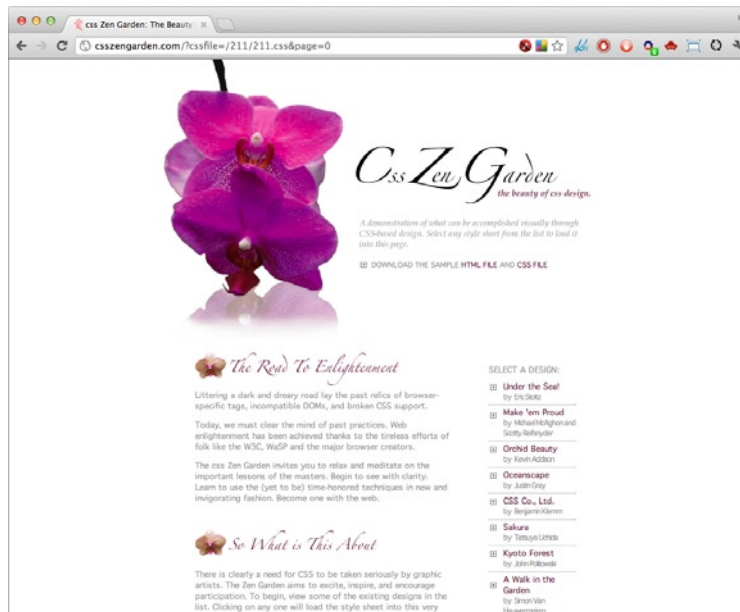 css Zen Garden: The Beauty
csszengarden.com/?cssfile=/211/211.css&page=0
Css Zen Garden
the beauty of css design.
A demonstration of what can be accomplished visually through
CSS-based design. Select any style sheet from the list to load it
into this page.
DOWNLOAD THE SAMPLE HTML FILE AND CSS FILE
The Road To Enlightenment
Littering a dark and dreary road lay the past relics of browser-
specific tags, incompatible DOMs, and broken CSS support.
Today, we must clear the mind of past practices. Web
enlightenment has been achieved thanks to the tireless efforts of
folk like the W3C, WaSP and the major browser creators.
The css Zen Garden invites you to relax and meditate on the
important lessons of the masters. Begin to see with clarity.
Learn to use the (yet to be) time-honored techniques in new and
invigorating fashion. Become one with the web.
So What is This About
There is clearly a need for CSS to be taken seriously by graphic
artists. The Zen Garden aims to excite, inspire, and encourage
participation. To begin, view some of the existing designs in the
list. Clicking on any one will load the style sheet into this very
SELECT A DESIGN:
Under the Sea!
by Eric Stoltz
Make 'em Proud
by Michael McAghon and
Scotty Reifsnyder
Orchid Beauty
by Kevin Addison
Oceanscape
by Justin Gray
CSS Co., Ltd.
by Benjamin Klemm
Sakura
by Tatsuya Uchida
Kyoto Forest
by John Politowski
A Walk in the
Garden
by Simon Van